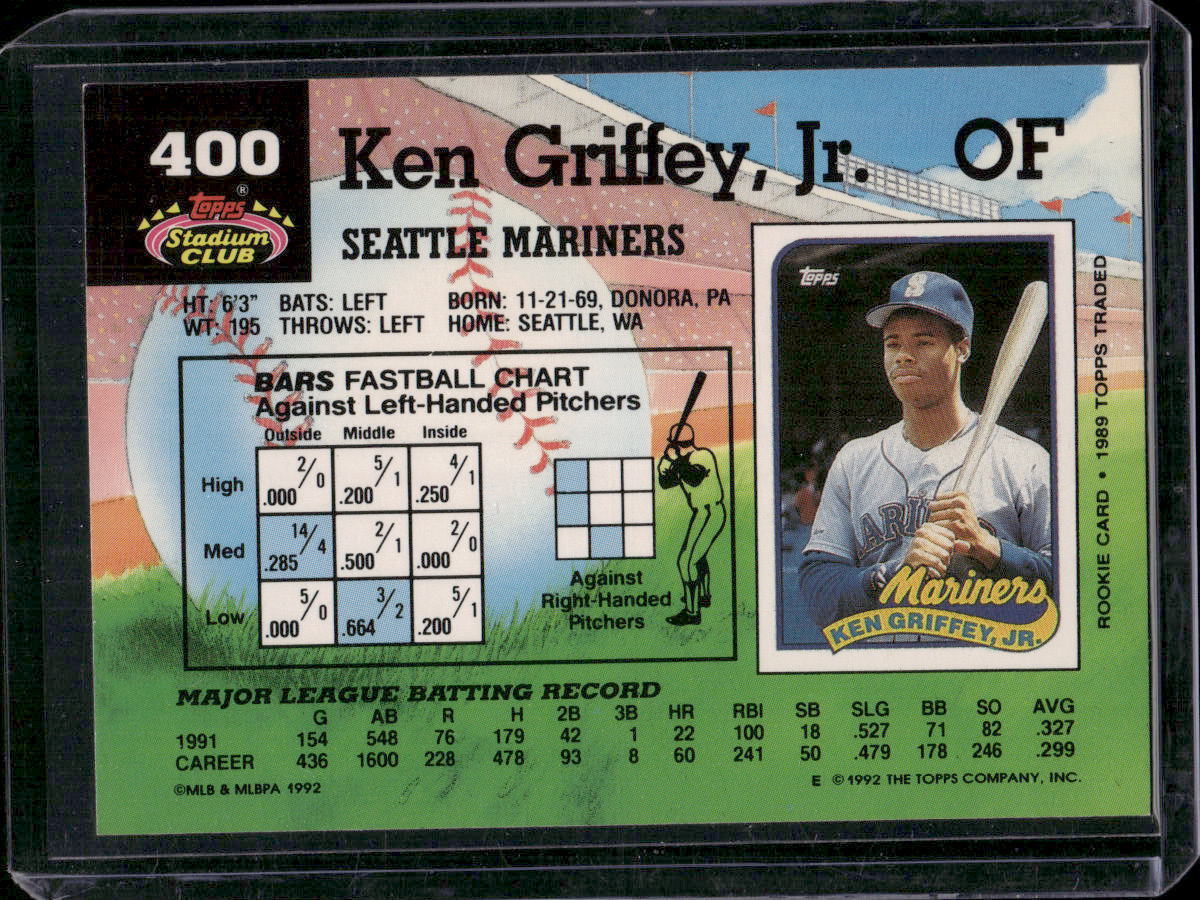 400
Ken Griffey, Jr. OF
Topps ®
Stadium
CLUB™
SEATTLE MARINERS
HT: 6'3" BATS: LEFT BORN: 11-21-69, DONORA, PA
WT: 195 THROWS: LEFT HOME: SEATTLE, WA
BARS FASTBALL CHART
Against Left-Handed Pitchers
Outside Middle Inside
High 2/0 .000 5/1 .200 4/1 .250
Med 14/4 .285 2/1 .500 2/0 .000
Low 5/0 .000 3/2 .664 5/1 .200
Against
Right-Handed
Pitchers
Topps
MARIN
Mariners
KEN GRIFFEY, JR.
ROOKIE CARD • 1989 TOPPS TRADED
MAJOR LEAGUE BATTING RECORD
G AB R H 2B 3B HR RBI SB SLG BB SO AVG
1991 154 548 76 179 42 1 22 100 18 .527 71 82 .327
CAREER 436 1600 228 478 93 8 60 241 50 .479 178 246 .299
©MLB & MLBPA 1992
E © 1992 THE TOPPS COMPANY, INC.